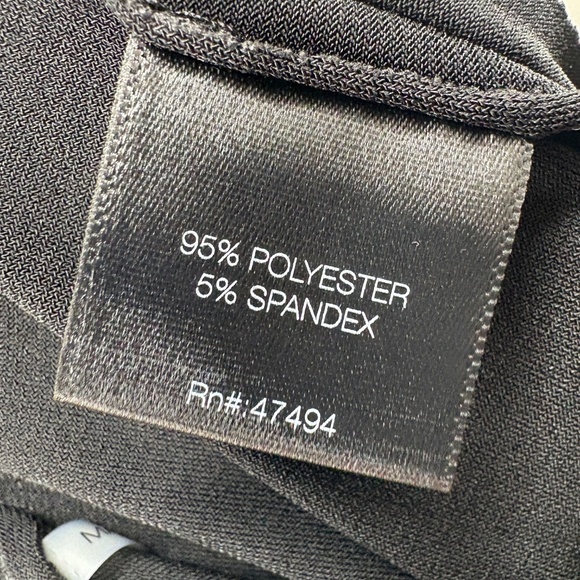 95% POLYESTER
5% SPANDEX
Rn#:47494
M